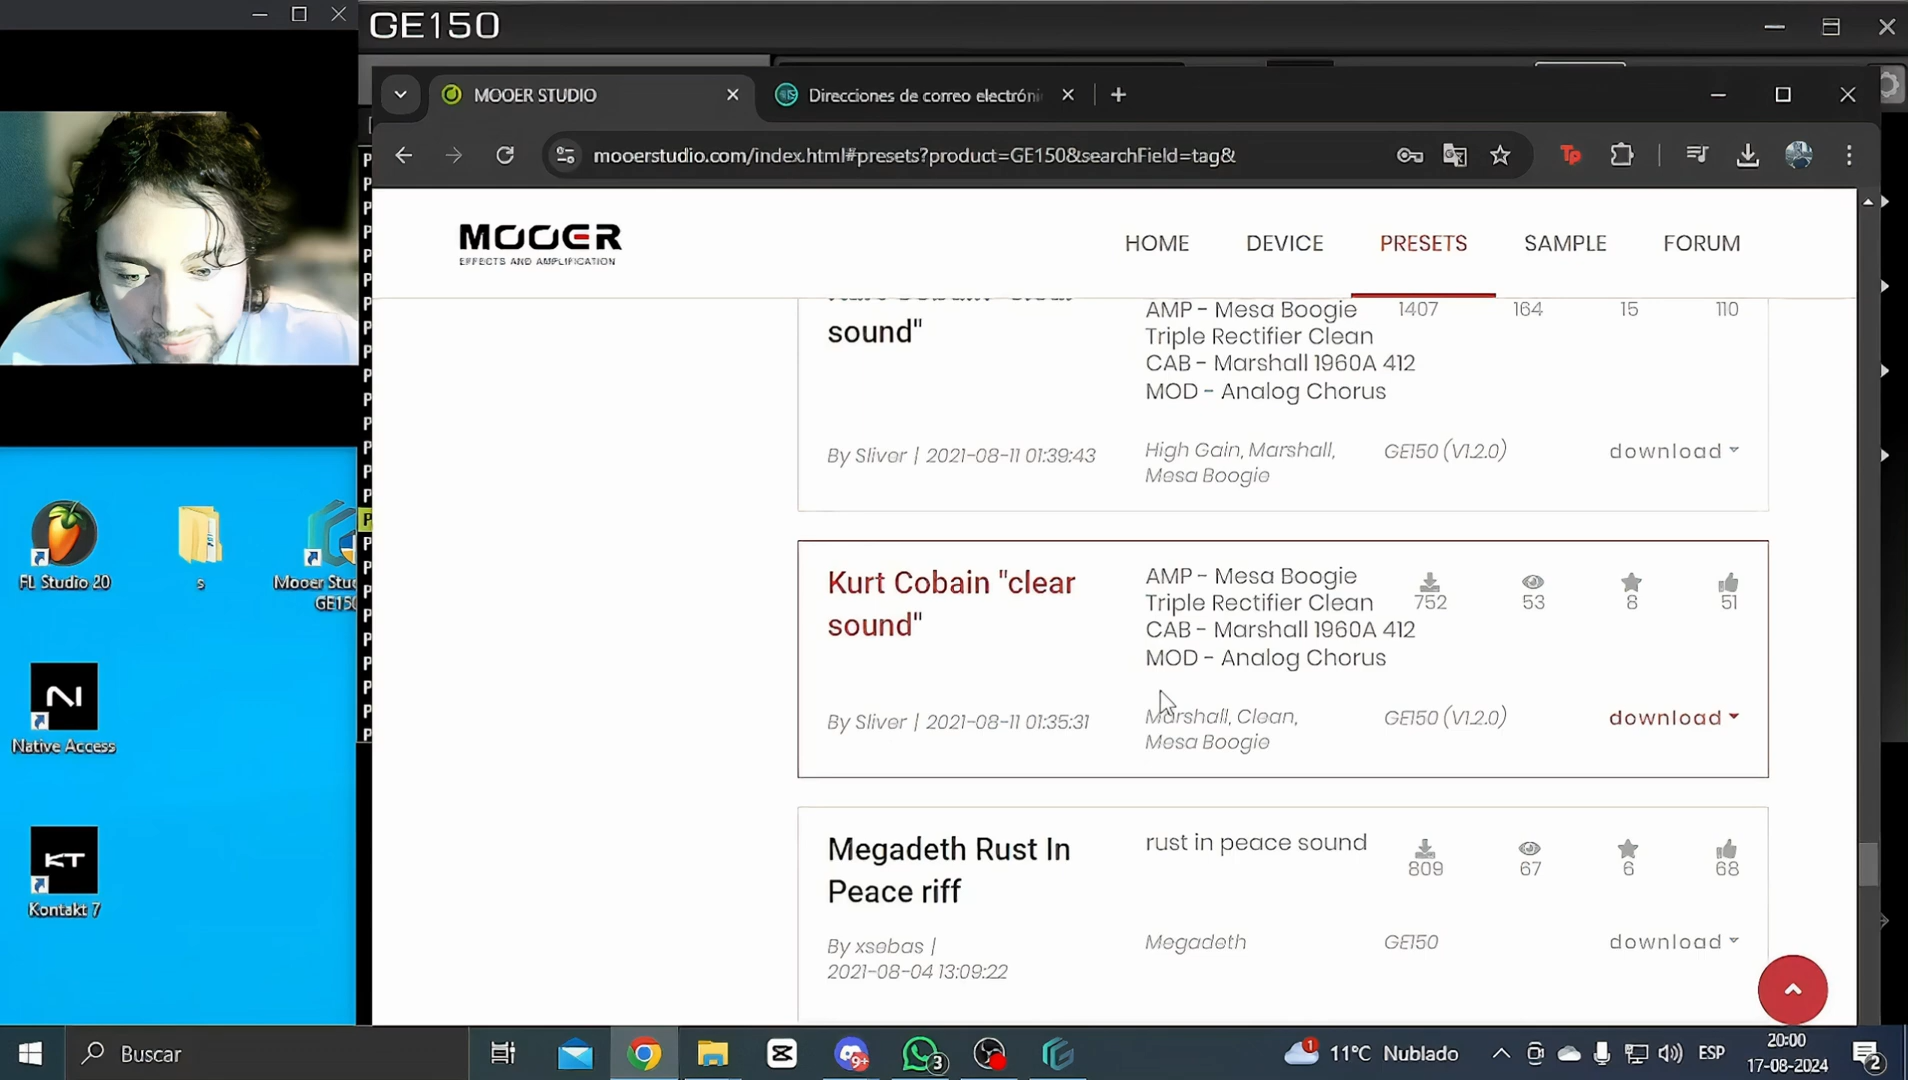 GE150
MOOER STUDIO
Direcciones de correo electróni
mooerstudio.com/index.html#presets?product=GE150&searchField=tag&
MOOER
EFFECTS AND AMPLIFICATION
HOME
DEVICE
PRESETS
SAMPLE
FORUM
sound"
AMP - Mesa Boogie
Triple Rectifier Clean
CAB - Marshall 1960A 412
MOD - Analog Chorus
1407
164
15
110
By Sliver | 2021-08-11 01:39:43
High Gain, Marshall,
Mesa Boogie
GE150 (V1.2.0)
download
Kurt Cobain "clear
sound"
AMP - Mesa Boogie
Triple Rectifier Clean
CAB - Marshall 1960A 412
MOD - Analog Chorus
752
53
8
51
By Sliver | 2021-08-11 01:35:31
Marshall, Clean,
Mesa Boogie
GE150 (V1.2.0)
download
Megadeth Rust In
Peace riff
rust in peace sound
809
67
6
68
By xsebas |
2021-08-04 13:09:22
Megadeth
GE150
download
FL Studio 20
s
Mooer Stu
GE150
Native Access
KT
Kontakt 7
Buscar
9+
3
1
11°C Nublado
ESP
20:00
17-08-2024
2